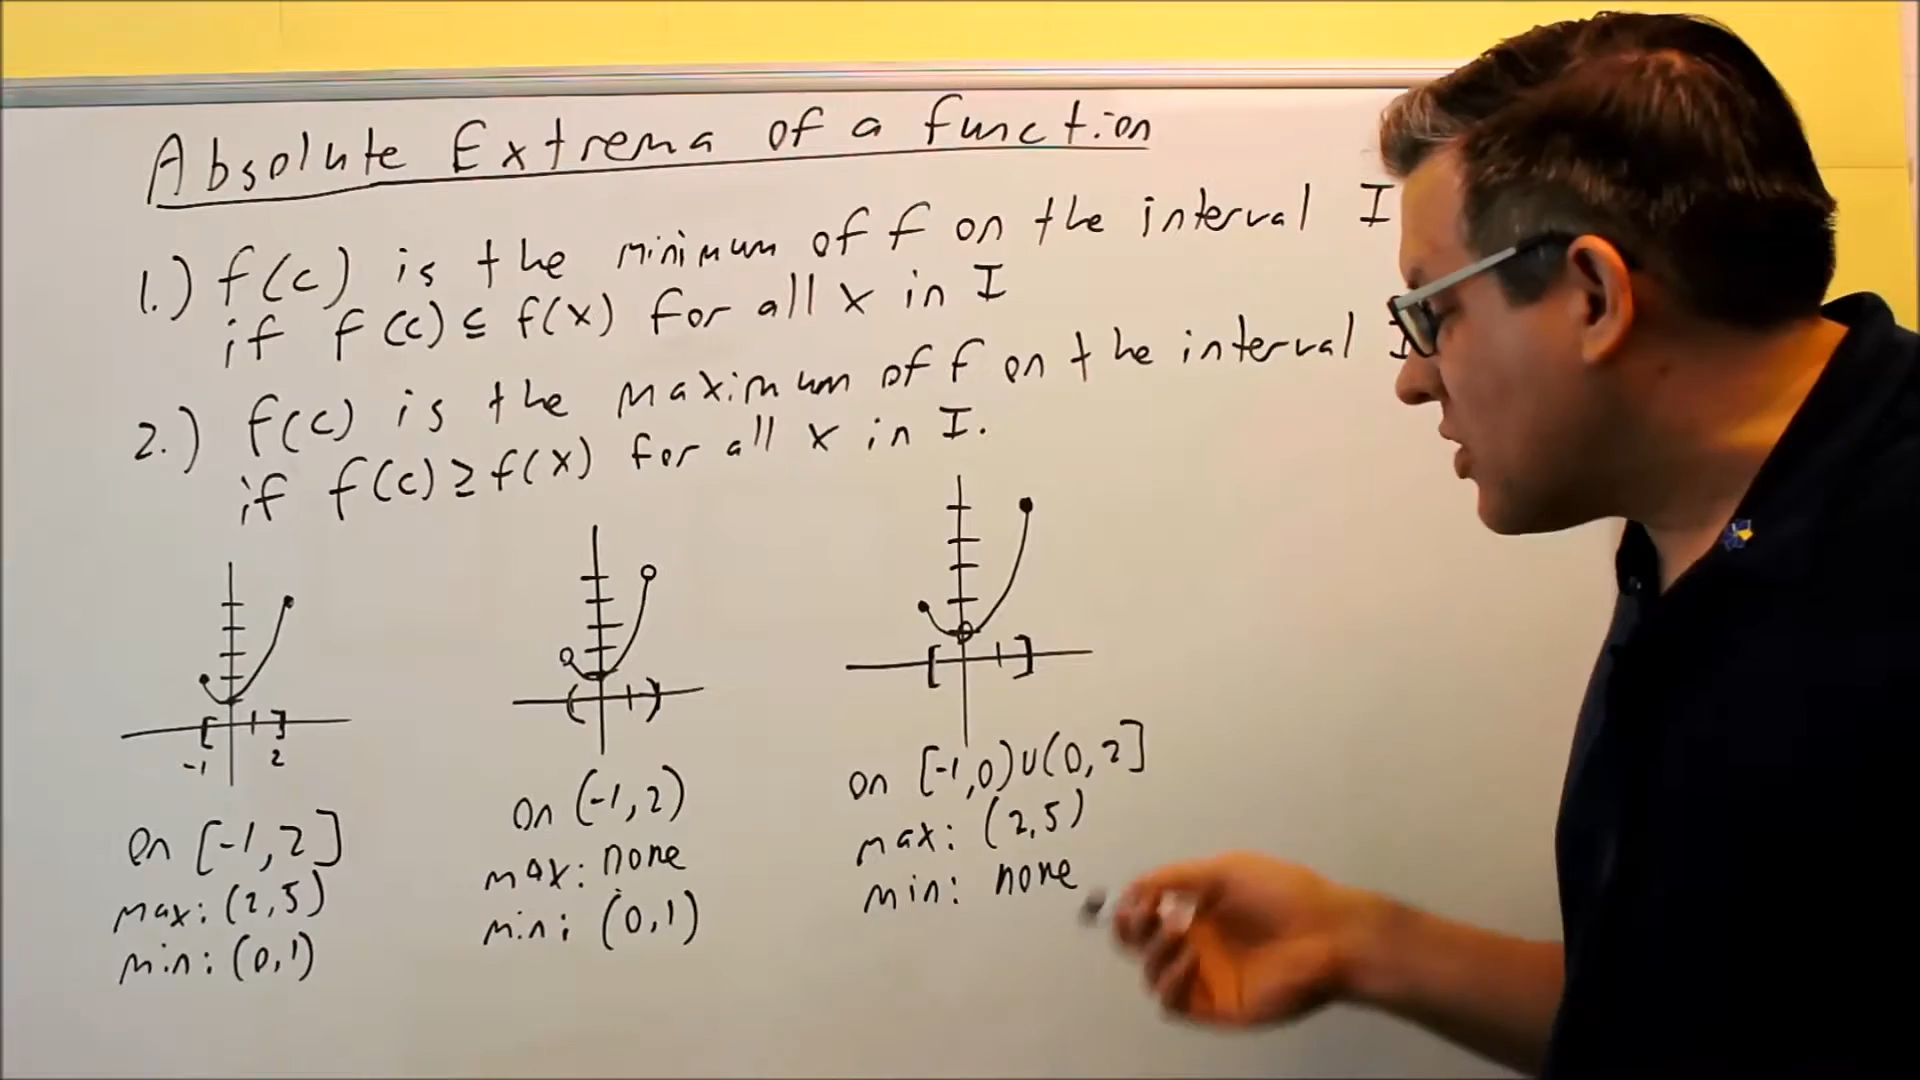 Absolute Extrema of a function
1.) f(c) is the minimum of f on the interval I
if f(c) ≤ f(x) for all x in I
2.) f(c) is the maximum of f on the interval I
if f(c) ≥ f(x) for all x in I.
-1 2
on [-1, 2]
max: (2, 5)
min: (0, 1)
on (-1, 2)
max: none
min: (0, 1)
on [-1, 0) ∪ (0, 2]
max: (2, 5)
min: none